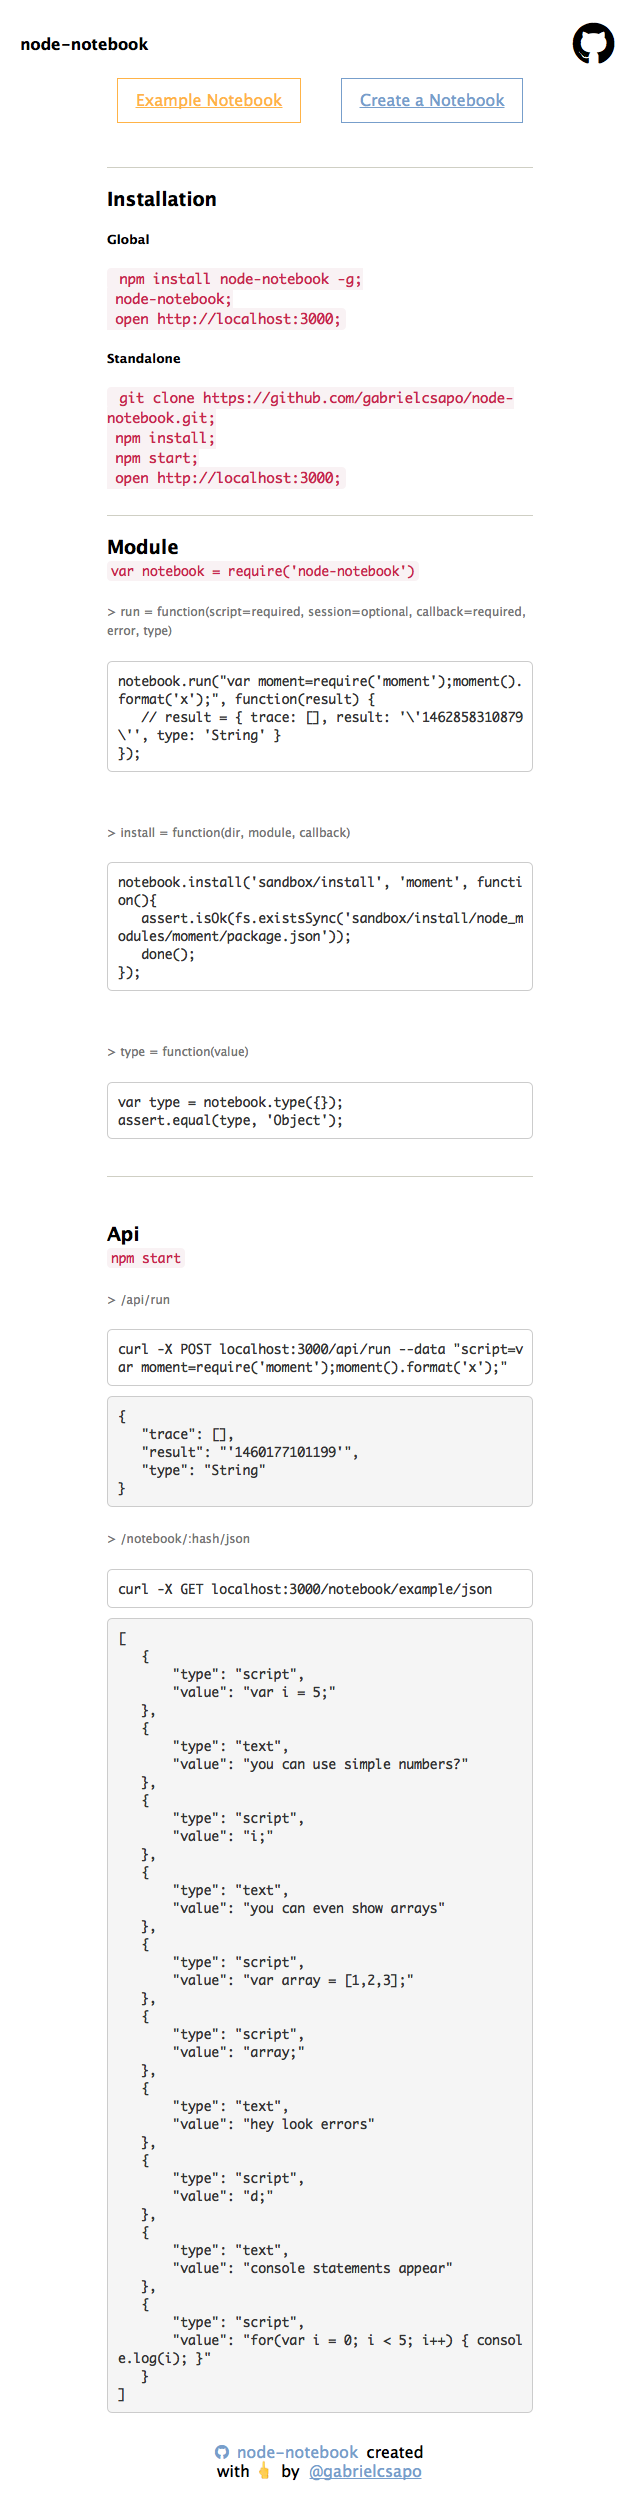 node-notebook
Example Notebook
Create a Notebook
Installation
Global
npm install node-notebook -g;
node-notebook;
open http://localhost:3000;
Standalone
git clone https://github.com/gabrielcsapo/node-
notebook.git;
npm install;
npm start;
open http://localhost:3000;
Module
var notebook = require('node-notebook')
> run = function(script=required, session=optional, callback=required,
error, type)
notebook.run("var moment=require('moment');moment().
format('x');", function(result) {
   // result = { trace: [], result: '\'1462858310879
\'', type: 'String' }
});
> install = function(dir, module, callback)
notebook.install('sandbox/install', 'moment', functi
on(){
   assert.isOk(fs.existsSync('sandbox/install/node_m
odules/moment/package.json'));
   done();
});
> type = function(value)
var type = notebook.type({});
assert.equal(type, 'Object');
Api
npm start
> /api/run
curl -X POST localhost:3000/api/run --data "script=v
ar moment=require('moment');moment().format('x');"
{
   "trace": [],
   "result": "'1460177101199'",
   "type": "String"
}
> /notebook/:hash/json
curl -X GET localhost:3000/notebook/example/json
[
   {
       "type": "script",
       "value": "var i = 5;"
   },
   {
       "type": "text",
       "value": "you can use simple numbers?"
   },
   {
       "type": "script",
       "value": "i;"
   },
   {
       "type": "text",
       "value": "you can even show arrays"
   },
   {
       "type": "script",
       "value": "var array = [1,2,3];"
   },
   {
       "type": "script",
       "value": "array;"
   },
   {
       "type": "text",
       "value": "hey look errors"
   },
   {
       "type": "script",
       "value": "d;"
   },
   {
       "type": "text",
       "value": "console statements appear"
   },
   {
       "type": "script",
       "value": "for(var i = 0; i < 5; i++) { consol
e.log(i); }"
   }
]
node-notebook created
with 👆 by @gabrielcsapo